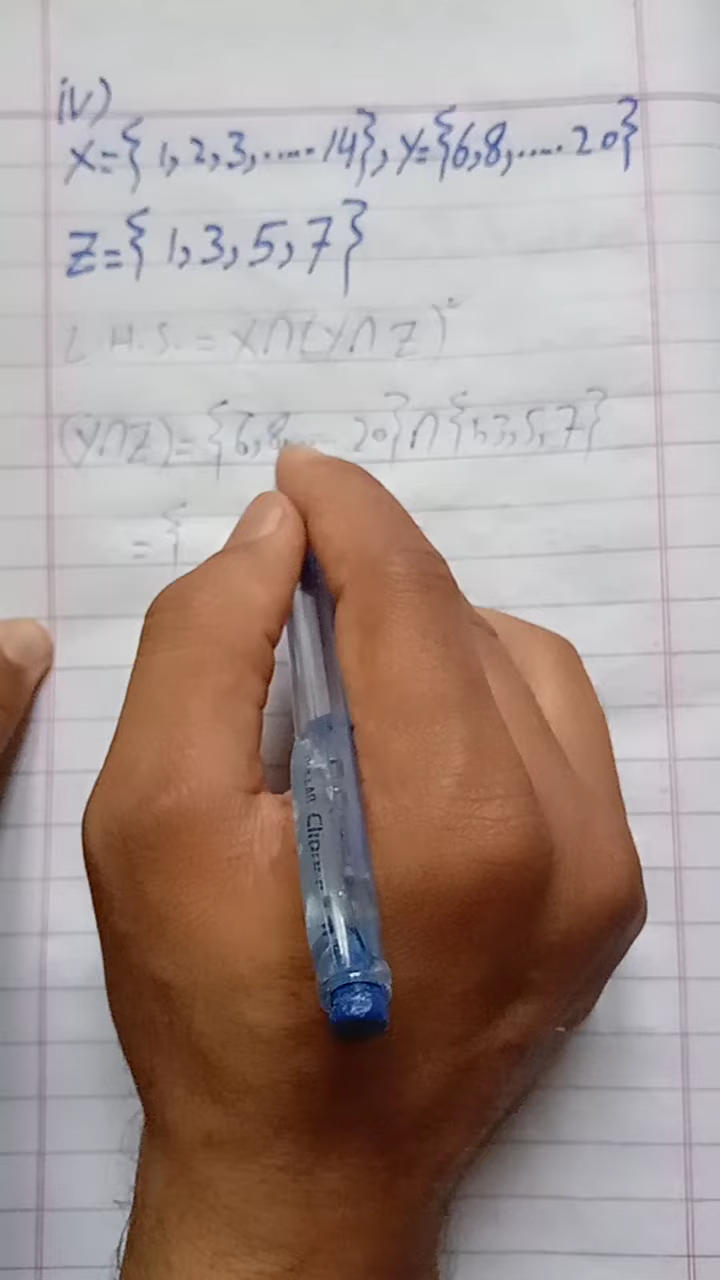 iv)
X={1,2,3,.....14}, Y={6,8,.....20}
Z={1,3,5,7}
L.H.S. = X∩(Y∩Z)
(Y∩Z)={6,8,... 20}∩{1,3,5,7}
={
Clip